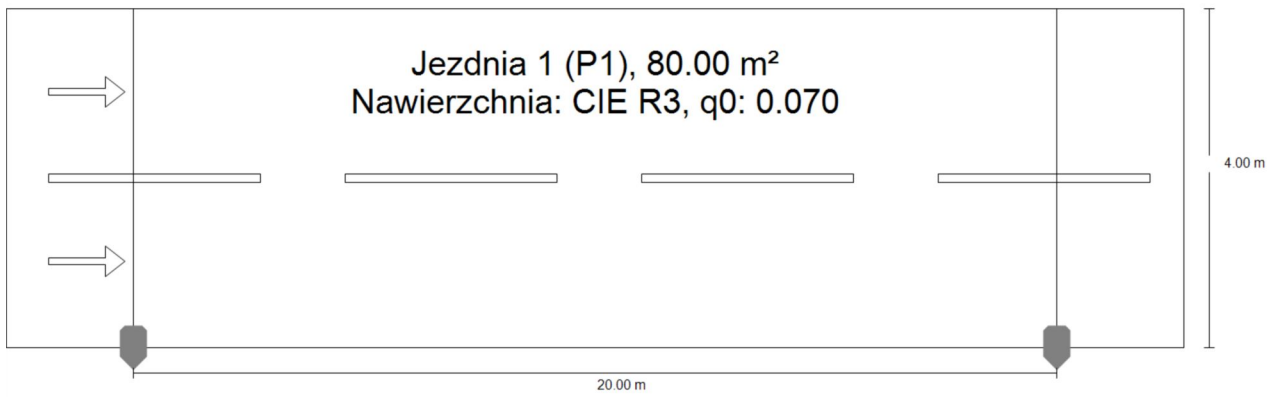 Jezdnia 1 (P1), 80.00 m²
Nawierzchnia: CIE R3, q0: 0.070
4.00 m
20.00 m